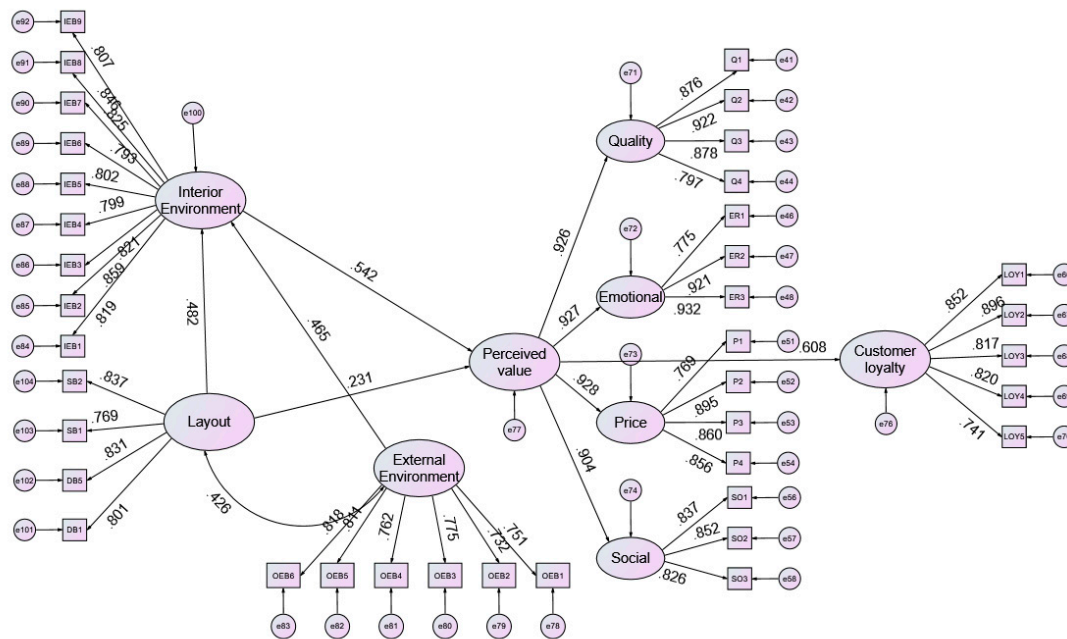 e92
IEB9
.807
e91
IEB8
.846
e90
IEB7
.825
e89
IEB6
.793
e88
IEB5
.802
e87
IEB4
.799
e86
IEB3
.821
e85
IEB2
.859
e84
IEB1
.819
e100
Interior
Environment
.482
.465
.542
e104
SB2
.837
e103
SB1
.769
e102
DB5
.831
e101
DB1
.801
Layout
.231
.426
External
Environment
.818
.811
.762
.775
.732
.751
OEB6
OEB5
OEB4
OEB3
OEB2
OEB1
e83
e82
e81
e80
e79
e78
Perceived
value
e77
.926
.927
.928
.904
.608
e71
Quality
.876
.922
.878
.797
Q1
e41
Q2
e42
Q3
e43
Q4
e44
e72
Emotional
.775
.921
.932
ER1
e46
ER2
e47
ER3
e48
e73
Price
.769
.895
.860
.856
P1
e51
P2
e52
P3
e53
P4
e54
e74
Social
.837
.852
.826
SO1
e56
SO2
e57
SO3
e58
Customer
loyalty
e76
.852
.896
.817
.820
.741
LOY1
LOY2
LOY3
LOY4
LOY5